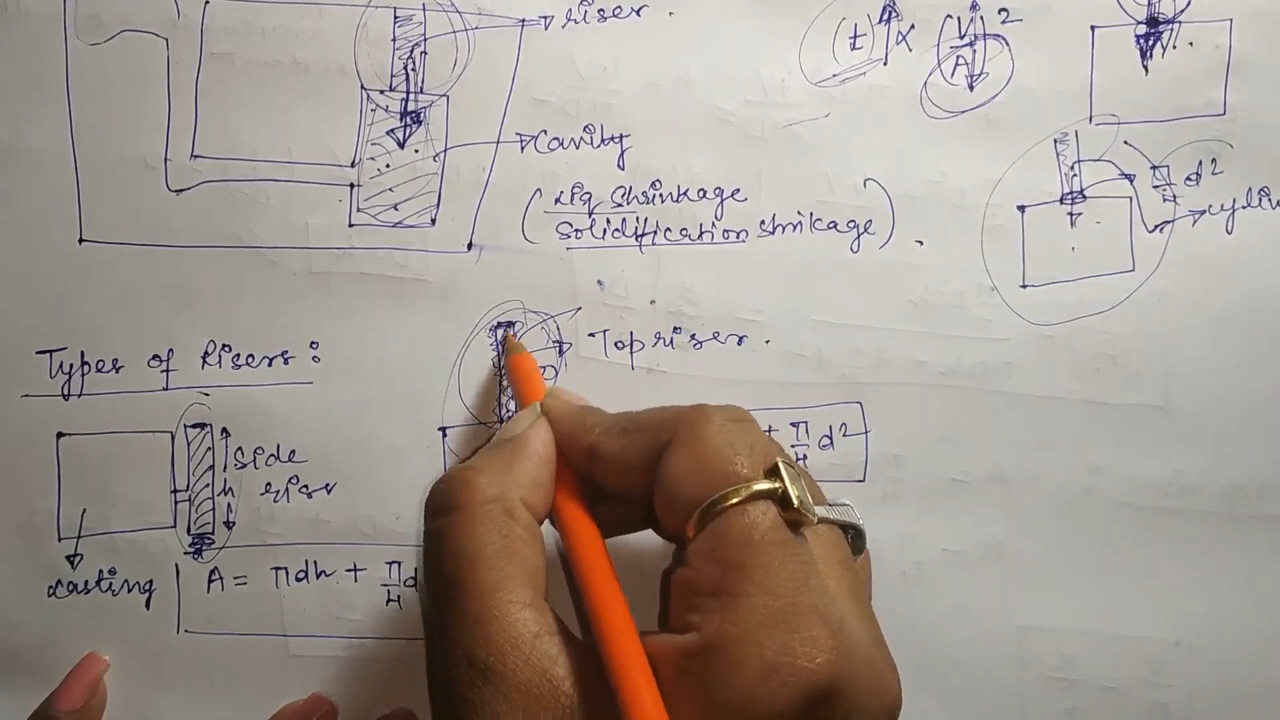 riser.
(t) ∝ (V/A)²
Cavity
(Liq shrinkage
Solidification shrikage).
d²
cylin
Types of Risers:
Top riser.
side
h riser
+ π/4 d²
casting
A = πdh + π/4 d